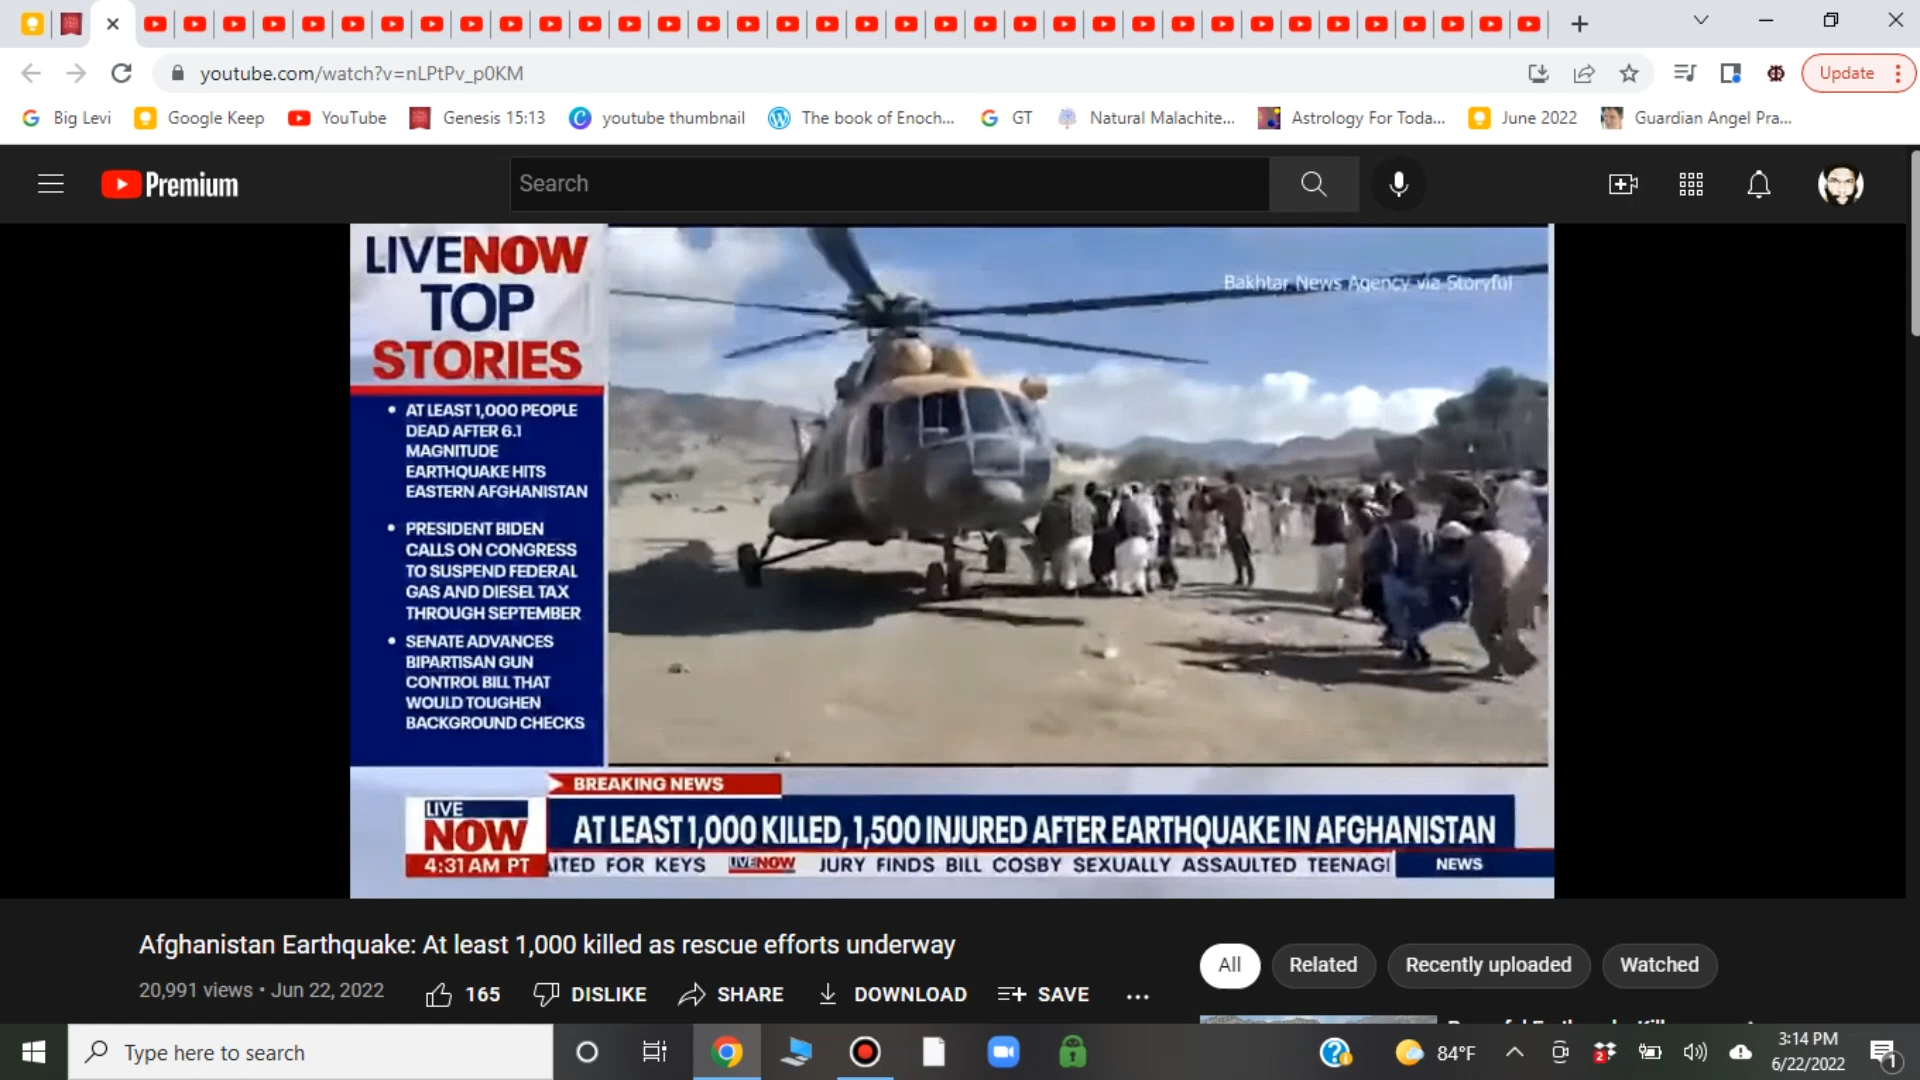 youtube.com/watch?v=nLPtPv_p0KM
Update
Big Levi
Google Keep
YouTube
Genesis 15:13
youtube thumbnail
The book of Enoch...
GT
Natural Malachite...
Astrology For Toda...
June 2022
Guardian Angel Pra...
Premium
Search
LIVENOW
TOP
STORIES
• AT LEAST 1,000 PEOPLE
DEAD AFTER 6.1
MAGNITUDE
EARTHQUAKE HITS
EASTERN AFGHANISTAN
• PRESIDENT BIDEN
CALLS ON CONGRESS
TO SUSPEND FEDERAL
GAS AND DIESEL TAX
THROUGH SEPTEMBER
• SENATE ADVANCES
BIPARTISAN GUN
CONTROL BILL THAT
WOULD TOUGHEN
BACKGROUND CHECKS
Bakhtar News Agency via Storyful
BREAKING NEWS
LIVE
NOW
4:31 AM PT
AT LEAST 1,000 KILLED, 1,500 INJURED AFTER EARTHQUAKE IN AFGHANISTAN
AITED FOR KEYS LIVENOW JURY FINDS BILL COSBY SEXUALLY ASSAULTED TEENAG
NEWS
Afghanistan Earthquake: At least 1,000 killed as rescue efforts underway
20,991 views • Jun 22, 2022
165
DISLIKE
SHARE
DOWNLOAD
SAVE
All
Related
Recently uploaded
Watched
Type here to search
2
84°F
3:14 PM
6/22/2022
1